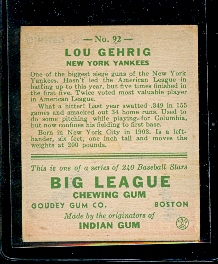 — No. 92 —
LOU GEHRIG
NEW YORK YANKEES
One of the biggest siege guns of the New York
Yankees. Hasn't led the American League in
batting up to this year, but five times finished in
the first five. Twice voted most valuable player
in American League.
What a hitter! Last year swatted .349 in 155
games and smacked out 34 home runs. Used to
do some pitching while playing for Columbia,
but now confines his fielding to first base.
Born in New York City in 1903. Is a left-
hander, six feet, one inch tall and moves the
weights at 200 pounds.
This is one of a series of 240 Baseball Stars
BIG LEAGUE
CHEWING GUM
GOUDEY GUM CO. BOSTON
Made by the originators of
INDIAN GUM